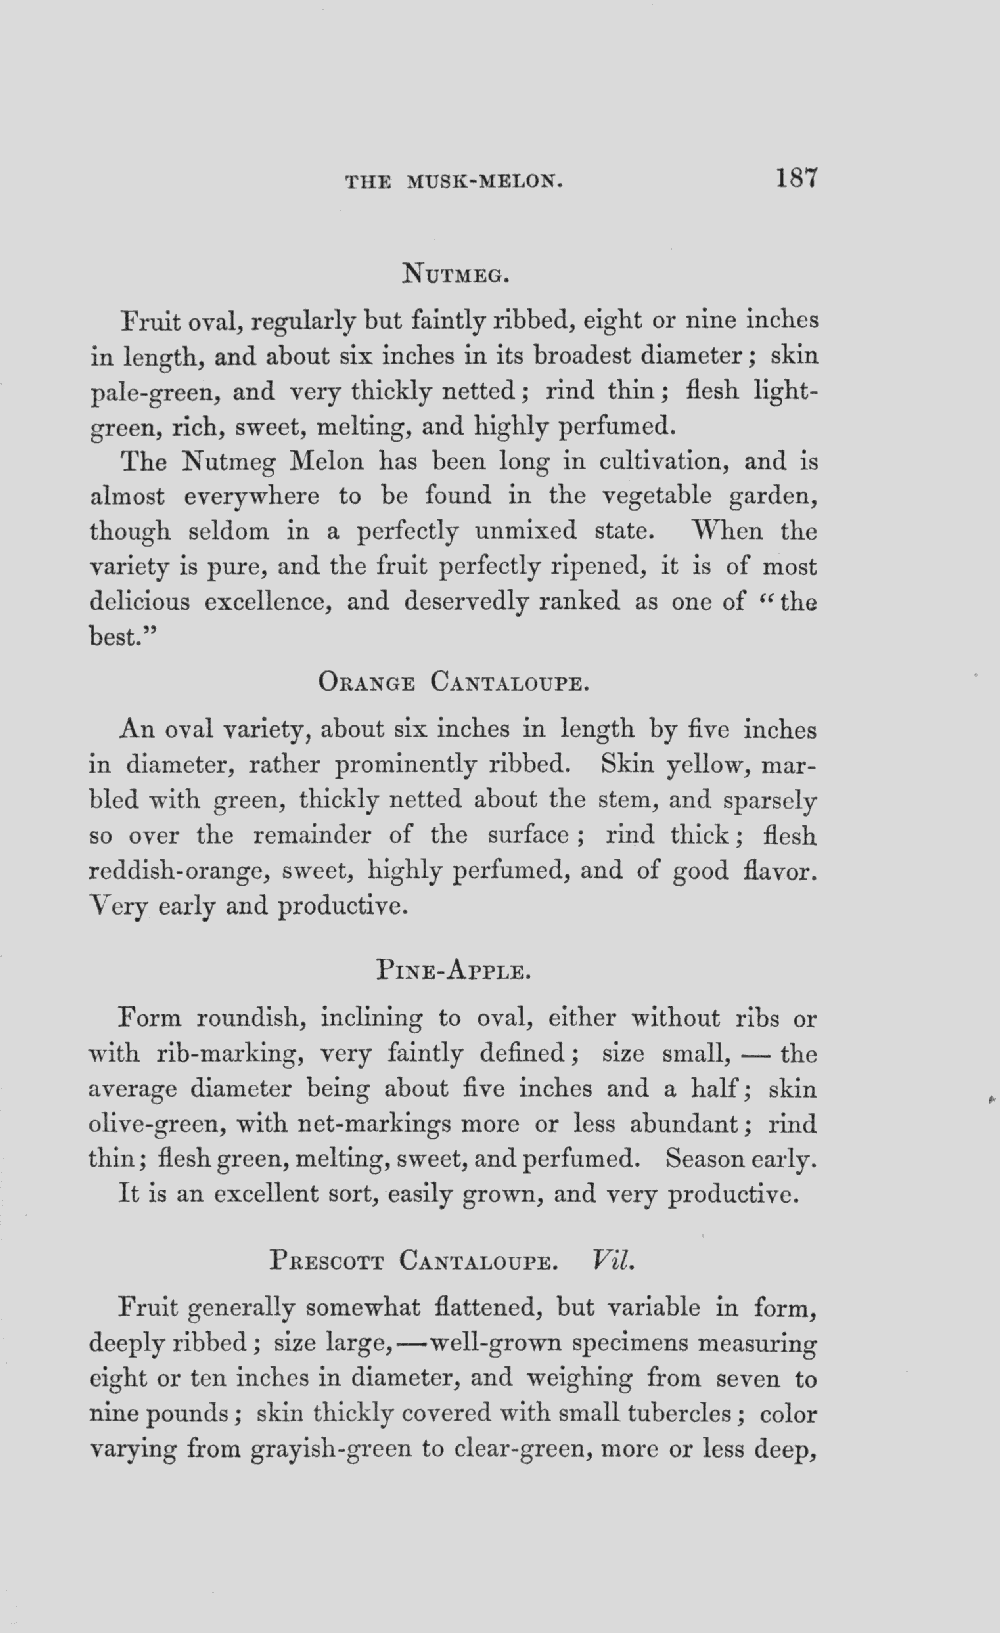 THE MUSK-MELON. 187
NUTMEG.
Fruit oval, regularly but faintly ribbed, eight or nine inches
in length, and about six inches in its broadest diameter; skin
pale-green, and very thickly netted; rind thin; flesh light-
green, rich, sweet, melting, and highly perfumed.
The Nutmeg Melon has been long in cultivation, and is
almost everywhere to be found in the vegetable garden,
though seldom in a perfectly unmixed state. When the
variety is pure, and the fruit perfectly ripened, it is of most
delicious excellence, and deservedly ranked as one of “the
best.”
ORANGE CANTALOUPE.
An oval variety, about six inches in length by five inches
in diameter, rather prominently ribbed. Skin yellow, mar-
bled with green, thickly netted about the stem, and sparsely
so over the remainder of the surface; rind thick; flesh
reddish-orange, sweet, highly perfumed, and of good flavor.
Very early and productive.
PINE-APPLE.
Form roundish, inclining to oval, either without ribs or
with rib-marking, very faintly defined; size small, — the
average diameter being about five inches and a half; skin
olive-green, with net-markings more or less abundant; rind
thin; flesh green, melting, sweet, and perfumed. Season early.
It is an excellent sort, easily grown, and very productive.
PRESCOTT CANTALOUPE. Vil.
Fruit generally somewhat flattened, but variable in form,
deeply ribbed; size large,—well-grown specimens measuring
eight or ten inches in diameter, and weighing from seven to
nine pounds; skin thickly covered with small tubercles; color
varying from grayish-green to clear-green, more or less deep,